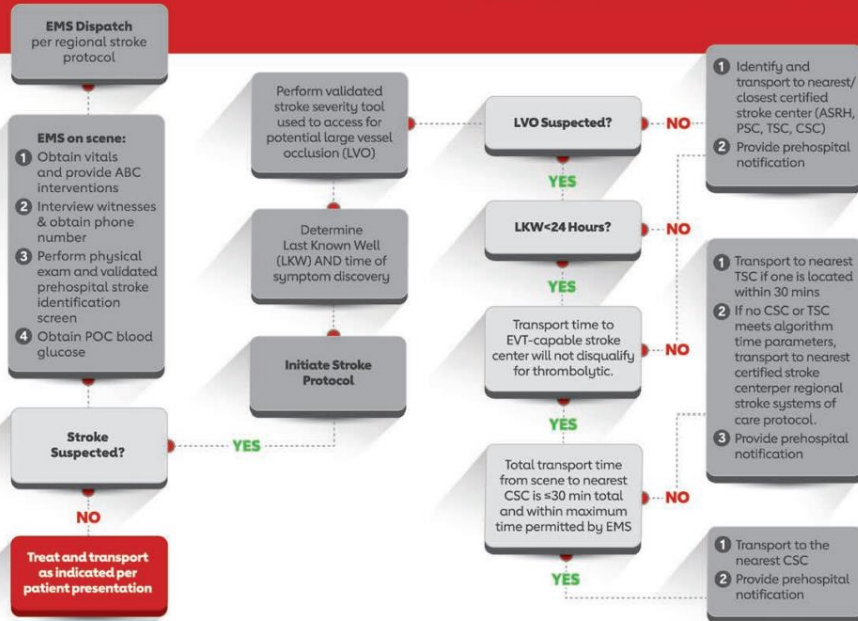 EMS Dispatch
per regional stroke
protocol
EMS on scene:
1 Obtain vitals
and provide ABC
interventions
2 Interview witnesses
& obtain phone
number
3 Perform physical
exam and validated
prehospital stroke
identification
screen
4 Obtain POC blood
glucose
Stroke
Suspected?
NO
Treat and transport
as indicated per
patient presentation
YES
Initiate Stroke
Protocol
Determine
Last Known Well
(LKW) AND time of
symptom discovery
Perform validated
stroke severity tool
used to access for
potential large vessel
occlusion (LVO)
LVO Suspected?
NO
YES
LKW<24 Hours?
NO
YES
Transport time to
EVT-capable stroke
center will not disqualify
for thrombolytic.
NO
YES
Total transport time
from scene to nearest
CSC is ≤30 min total
and within maximum
time permitted by EMS
NO
YES
1 Identify and
transport to nearest/
closest certified
stroke center (ASRH,
PSC, TSC, CSC)
2 Provide prehospital
notification
1 Transport to nearest
TSC if one is located
within 30 mins
2 If no CSC or TSC
meets algorithm
time parameters,
transport to nearest
certified stroke
centerper regional
stroke systems of
care protocol.
3 Provide prehospital
notification
1 Transport to the
nearest CSC
2 Provide prehospital
notification